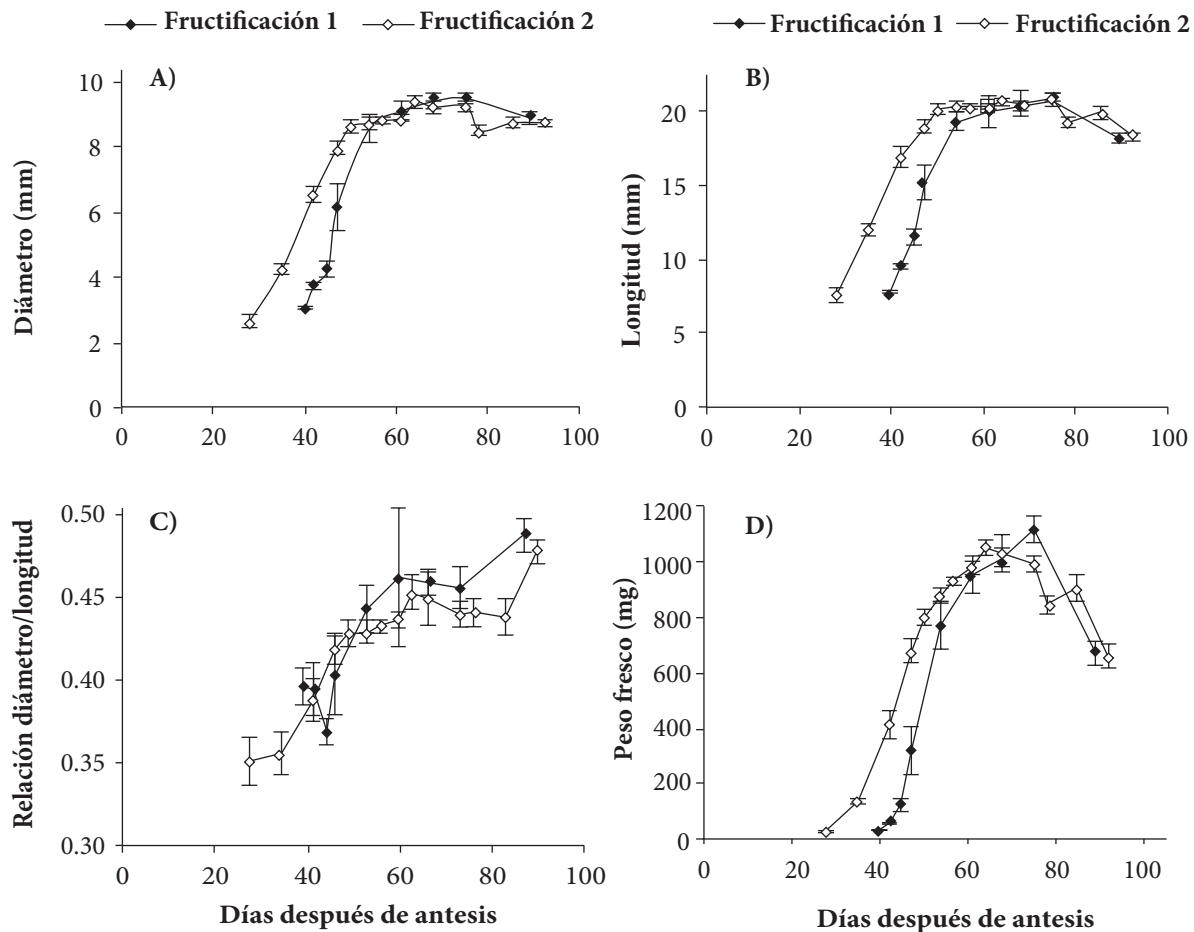 Fructificación 1 Fructificación 2 Fructificación 1 Fructificación 2
A)
Diámetro (mm)
10
8
6
4
2
0
0 20 40 60 80 100
B)
Longitud (mm)
20
15
10
5
0
0 20 40 60 80 100
C)
Relación diámetro/longitud
0.50
0.45
0.40
0.35
0.30
0 20 40 60 80 100
Días después de antesis
D)
Peso fresco (mg)
1200
1000
800
600
400
200
0
0 20 40 60 80 100
Días después de antesis